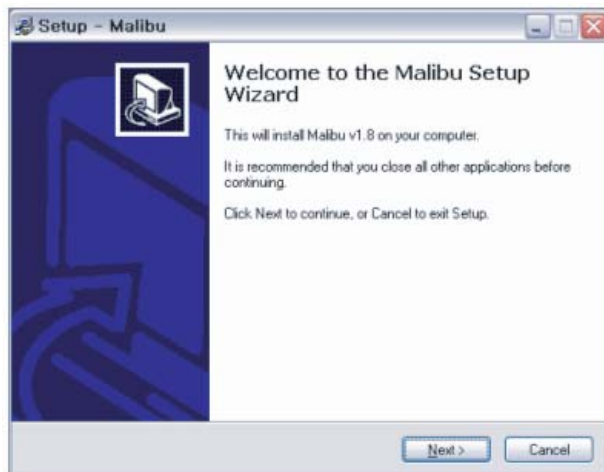 Setup - Malibu
Welcome to the Malibu Setup
Wizard
This will install Malibu v1.8 on your computer.
It is recommended that you close all other applications before
continuing.
Click Next to continue, or Cancel to exit Setup.
Next >
Cancel